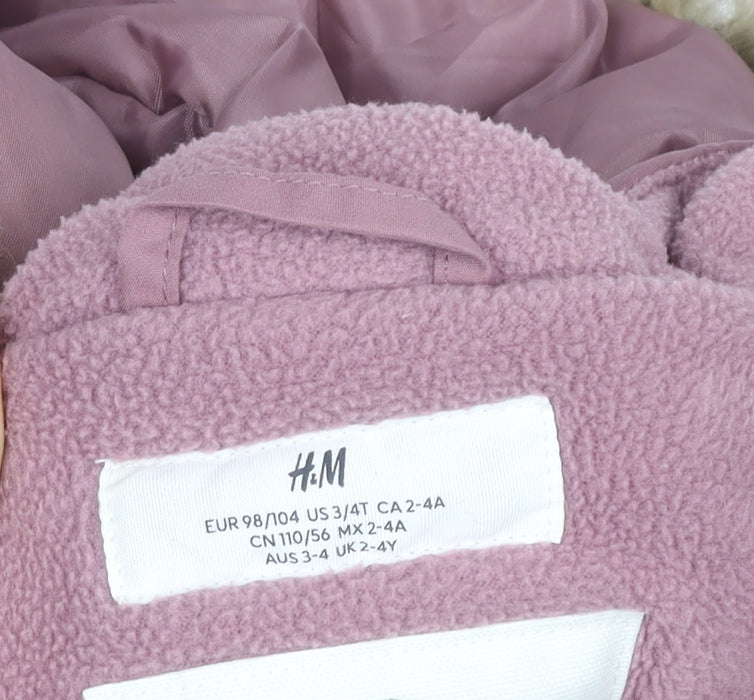 H&M
EUR 98/104 US 3/4T CA 2-4A
CN 110/56 MX 2-4A
AUS 3-4 UK 2-4Y